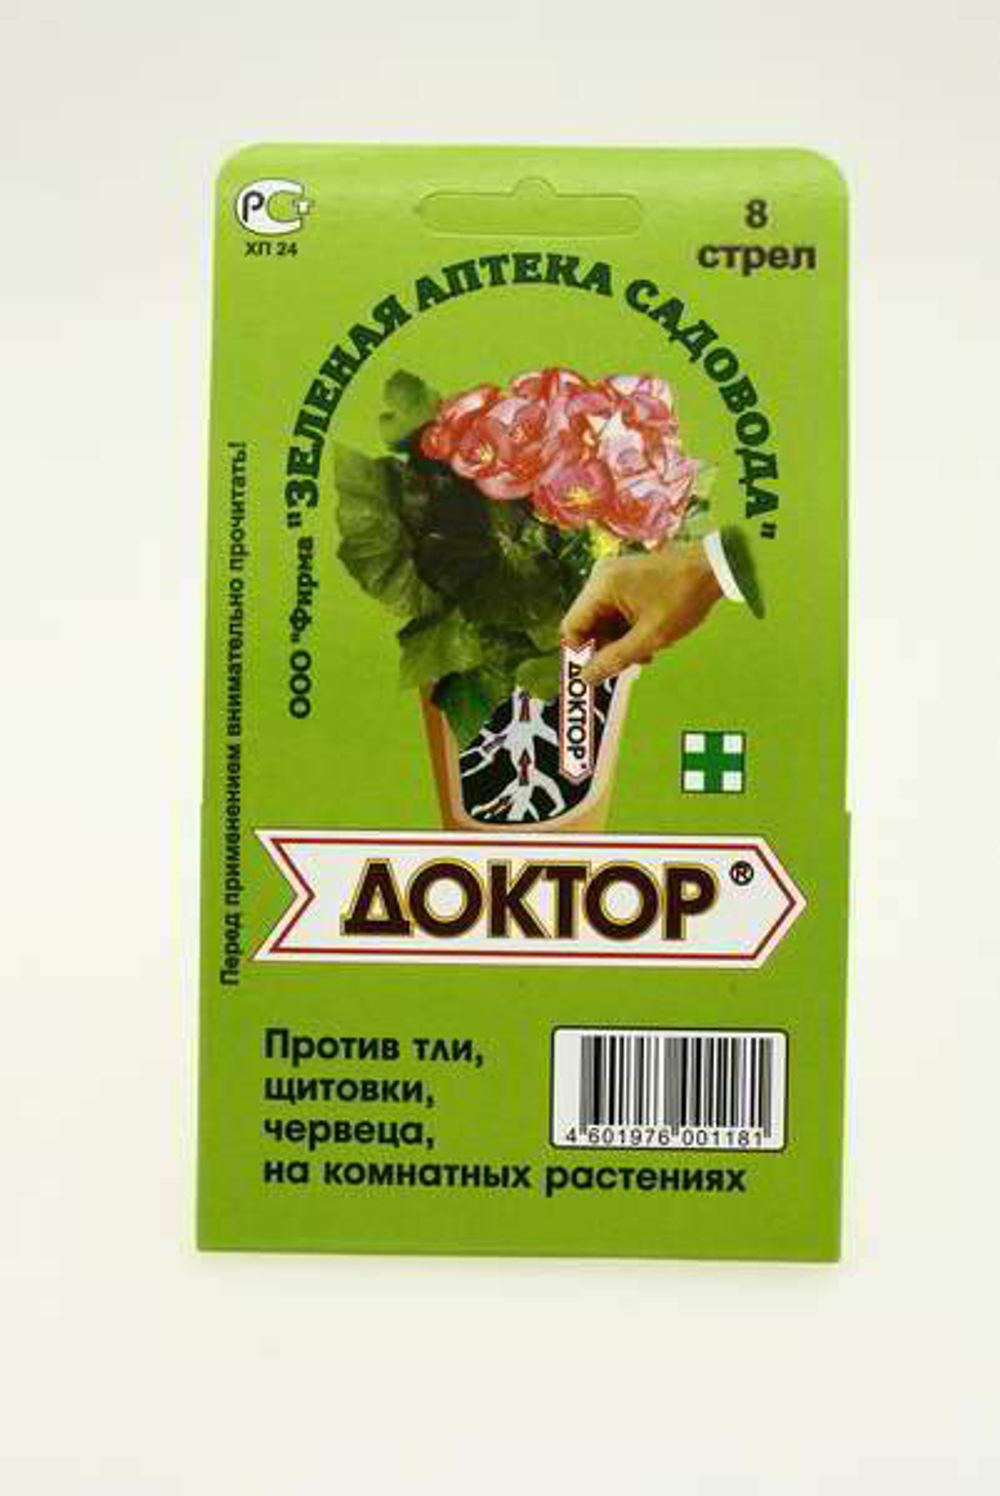 РСТ
ХП 24
8
стрел
ООО "Фирма "ЗЕЛЕНАЯ АПТЕКА САДОВОДА"
Перед применением внимательно прочитать!
ДОКТОР®
ДОКТОР®
Против тли,
щитовки,
червеца,
на комнатных растениях
4 601976 001181